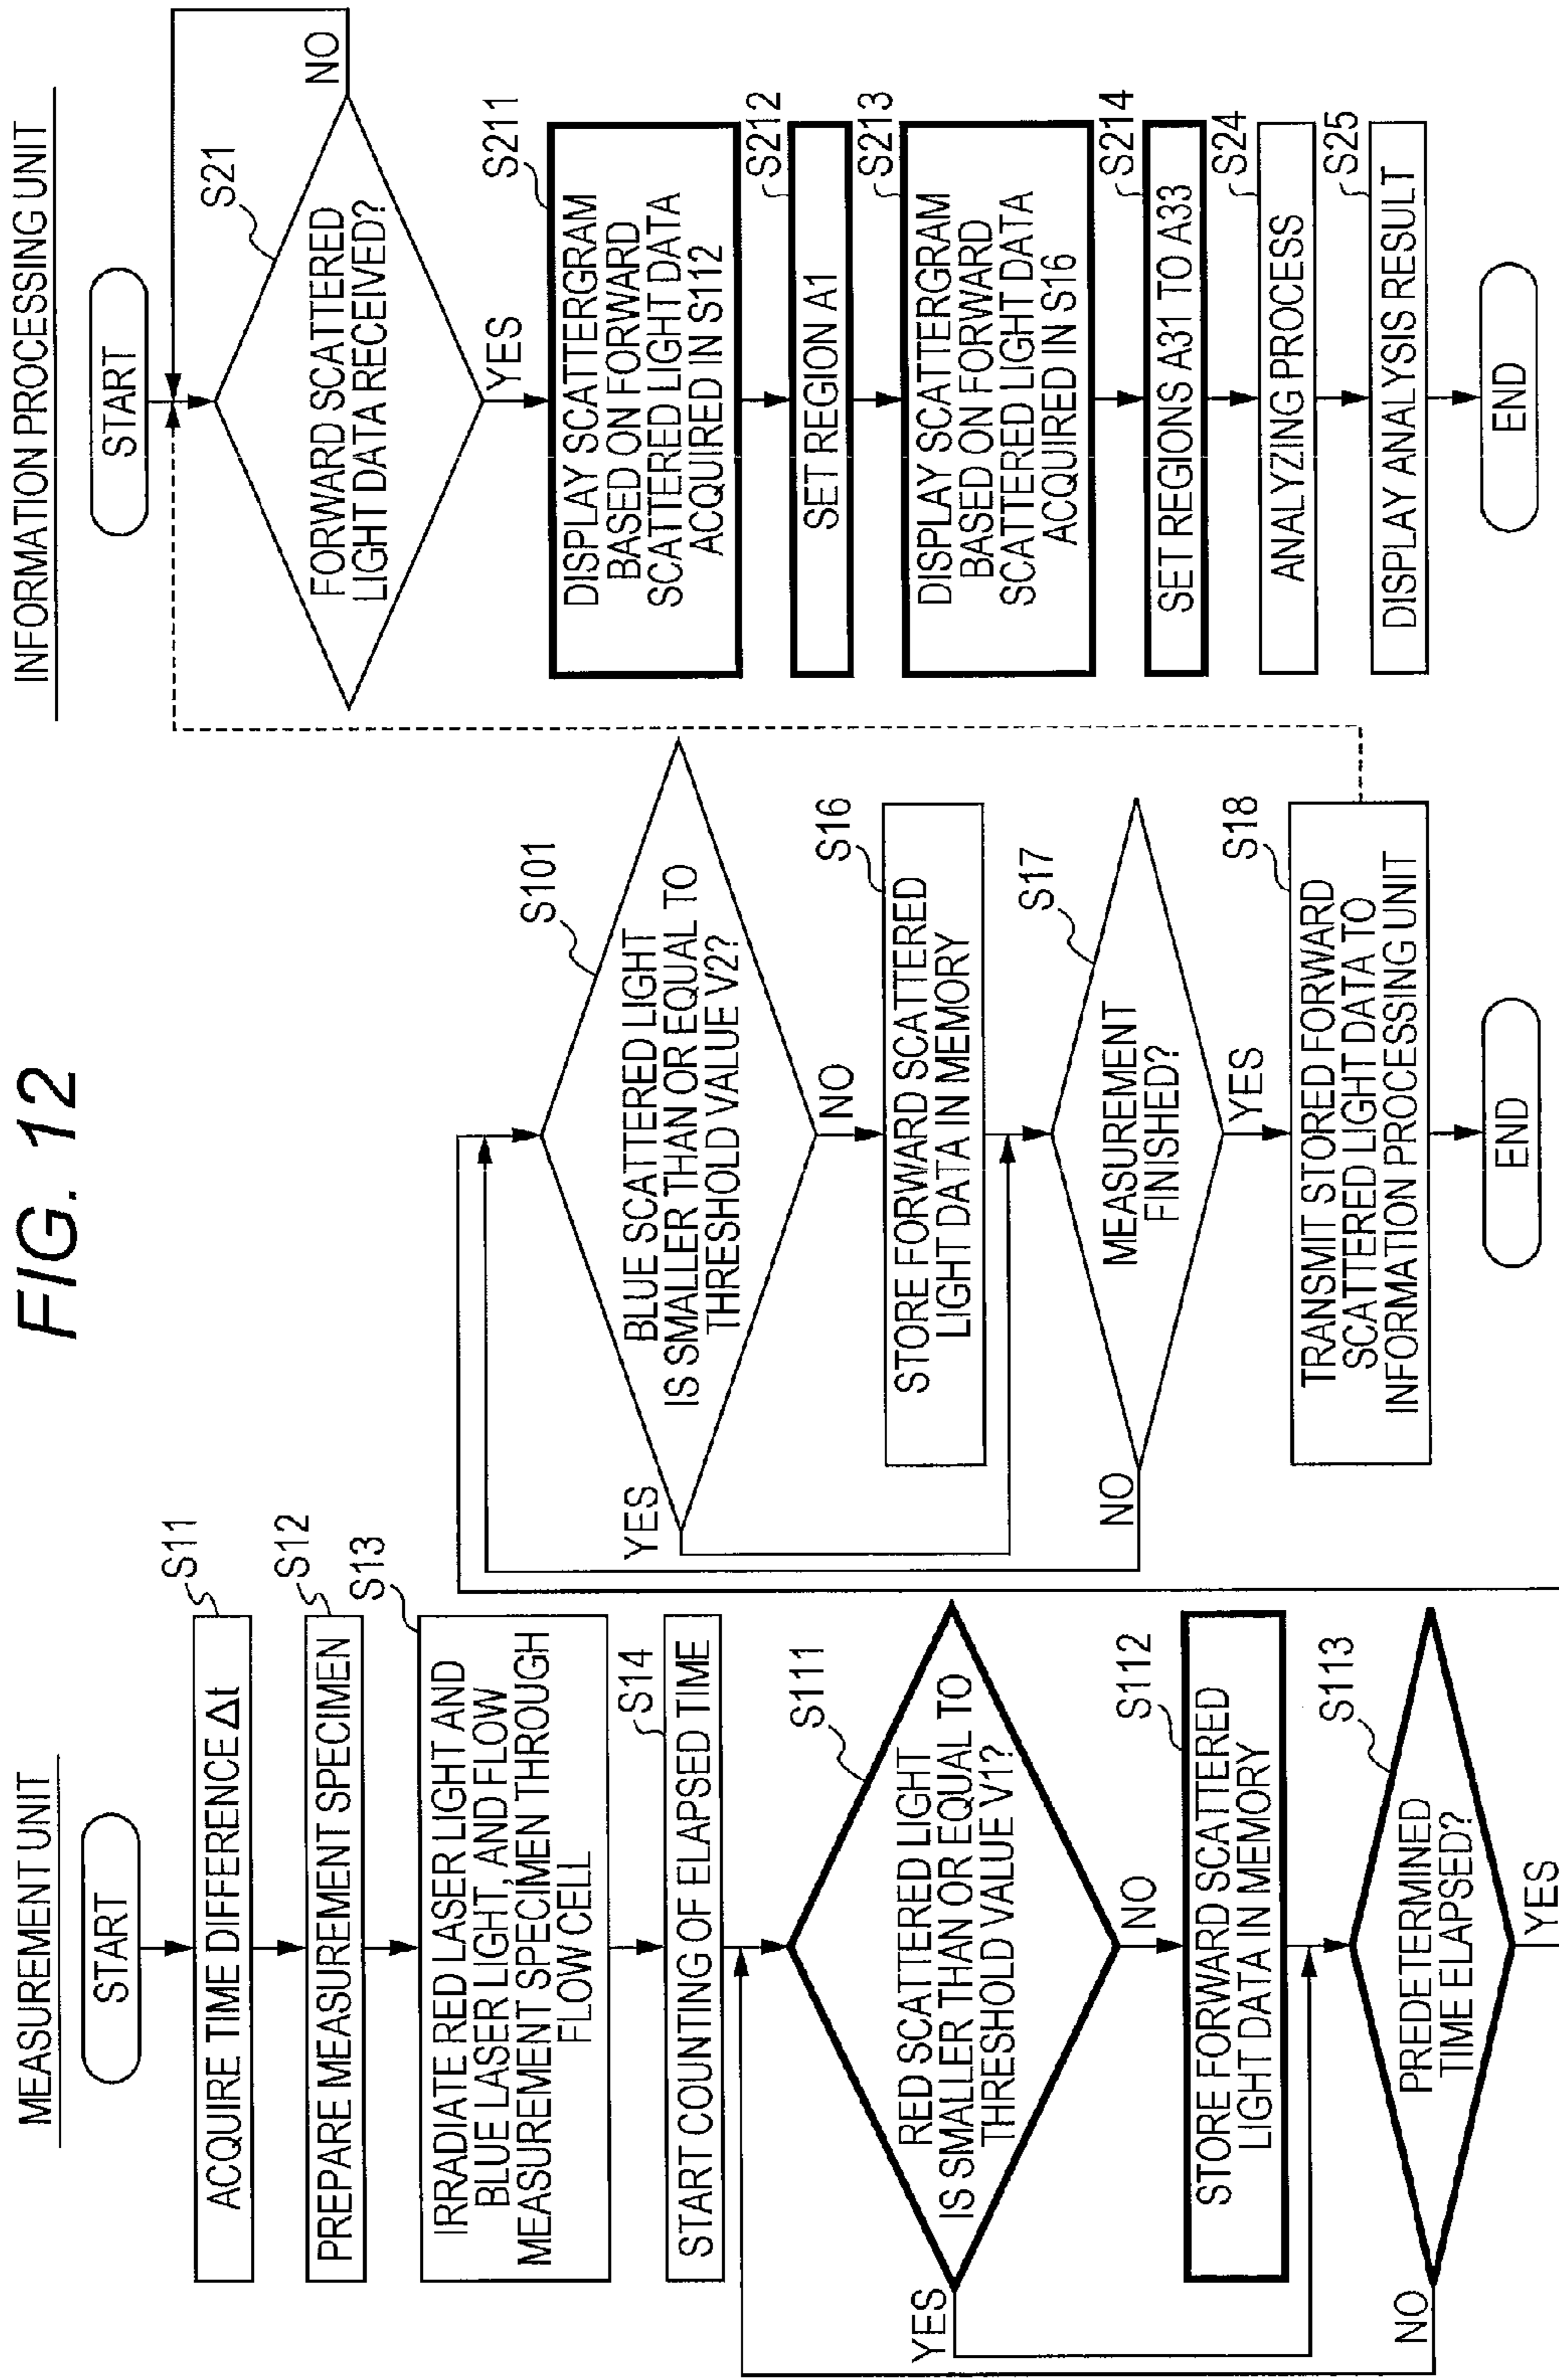 FIG. 12
MEASUREMENT UNIT
START
ACQUIRE TIME DIFFERENCE Δt
S11
PREPARE MEASUREMENT SPECIMEN
S12
IRRADIATE RED LASER LIGHT AND
BLUE LASER LIGHT, AND FLOW
MEASUREMENT SPECIMEN THROUGH
FLOW CELL
S13
START COUNTING OF ELAPSED TIME
S14
RED SCATTERED LIGHT
IS SMALLER THAN OR EQUAL TO
THRESHOLD VALUE V1?
S111
YES
NO
STORE FORWARD SCATTERED
LIGHT DATA IN MEMORY
S112
PREDETERMINED
TIME ELAPSED?
S113
NO
YES
BLUE SCATTERED LIGHT
IS SMALLER THAN OR EQUAL TO
THRESHOLD VALUE V2?
S101
YES
NO
STORE FORWARD SCATTERED
LIGHT DATA IN MEMORY
S16
MEASUREMENT
FINISHED?
S17
NO
YES
TRANSMIT STORED FORWARD
SCATTERED LIGHT DATA TO
INFORMATION PROCESSING UNIT
S18
END
INFORMATION PROCESSING UNIT
START
FORWARD SCATTERED
LIGHT DATA RECEIVED?
S21
NO
YES
DISPLAY SCATTERGRAM
BASED ON FORWARD
SCATTERED LIGHT DATA
ACQUIRED IN S112
S211
SET REGION A1
S212
DISPLAY SCATTERGRAM
BASED ON FORWARD
SCATTERED LIGHT DATA
ACQUIRED IN S16
S213
SET REGIONS A31 TO A33
S214
ANALYZING PROCESS
S24
DISPLAY ANALYSIS RESULT
S25
END